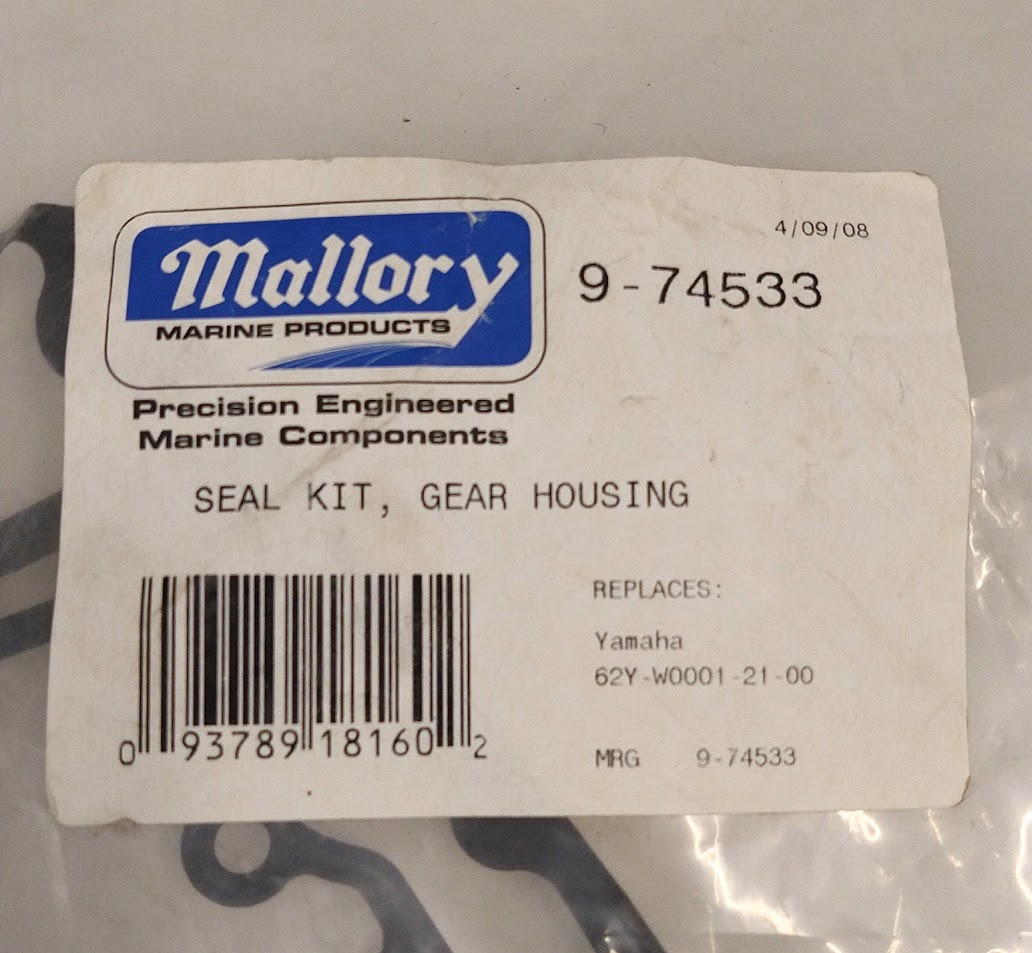 Mallory
MARINE PRODUCTS
Precision Engineered
Marine Components
4/09/08
9-74533
SEAL KIT, GEAR HOUSING
0 93789 18160 2
REPLACES:
Yamaha
62Y-W0001-21-00
MRG 9-74533